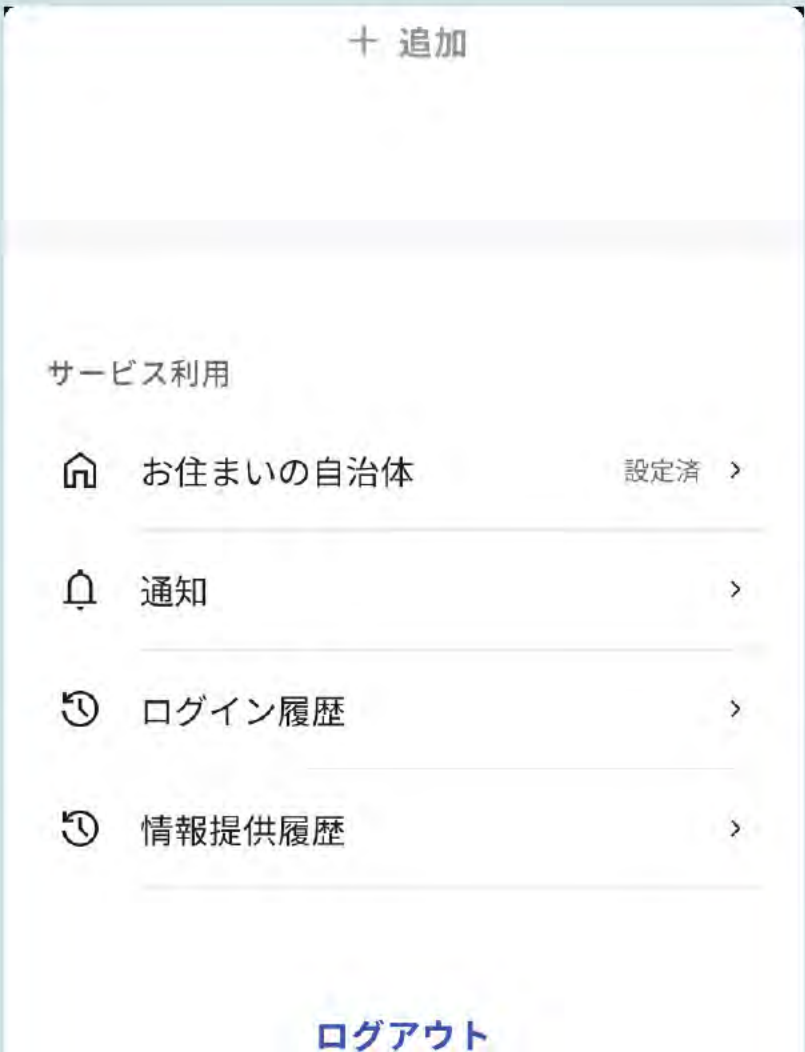 ＋ 追加
サービス利用
お住まいの自治体 設定済
通知
ログイン履歴
情報提供履歴
ログアウト